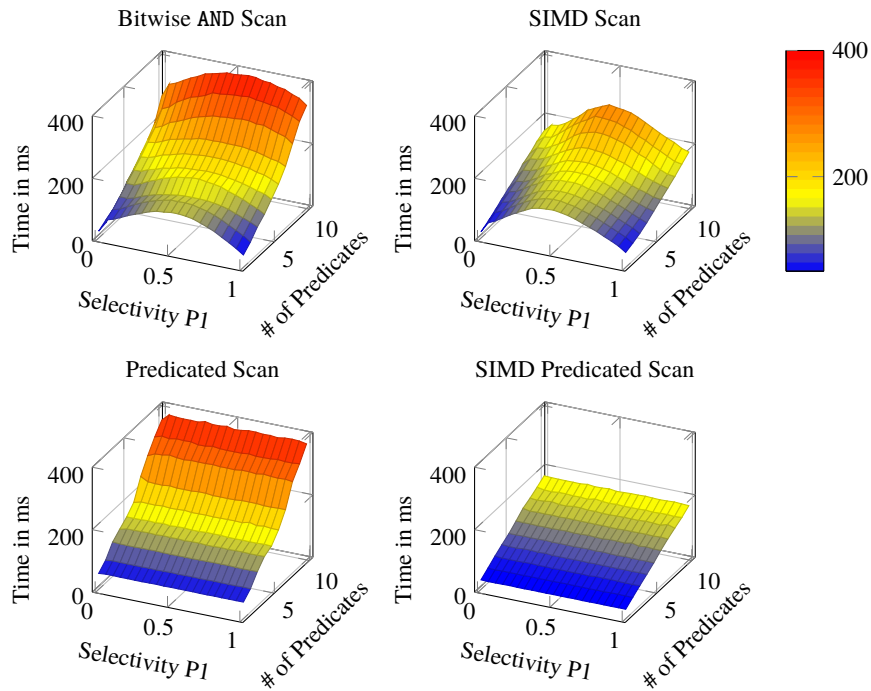 Bitwise AND Scan
400
200
0
Time in ms
0
0.5
1
Selectivity P1
5
10
# of Predicates
SIMD Scan
400
200
0
Time in ms
0
0.5
1
Selectivity P1
5
10
# of Predicates
400
200
Predicated Scan
400
200
0
Time in ms
0
0.5
1
Selectivity P1
5
10
# of Predicates
SIMD Predicated Scan
400
200
0
Time in ms
0
0.5
1
Selectivity P1
5
10
# of Predicates